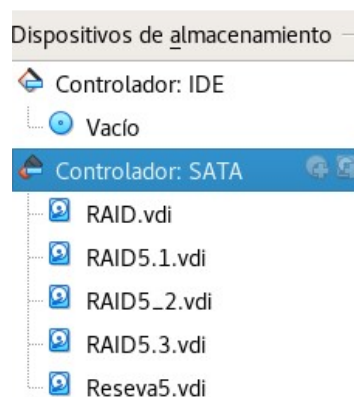 Dispositivos de almacenamiento
Controlador: IDE
Vacío
Controlador: SATA
RAID.vdi
RAID5.1.vdi
RAID5_2.vdi
RAID5.3.vdi
Reseva5.vdi